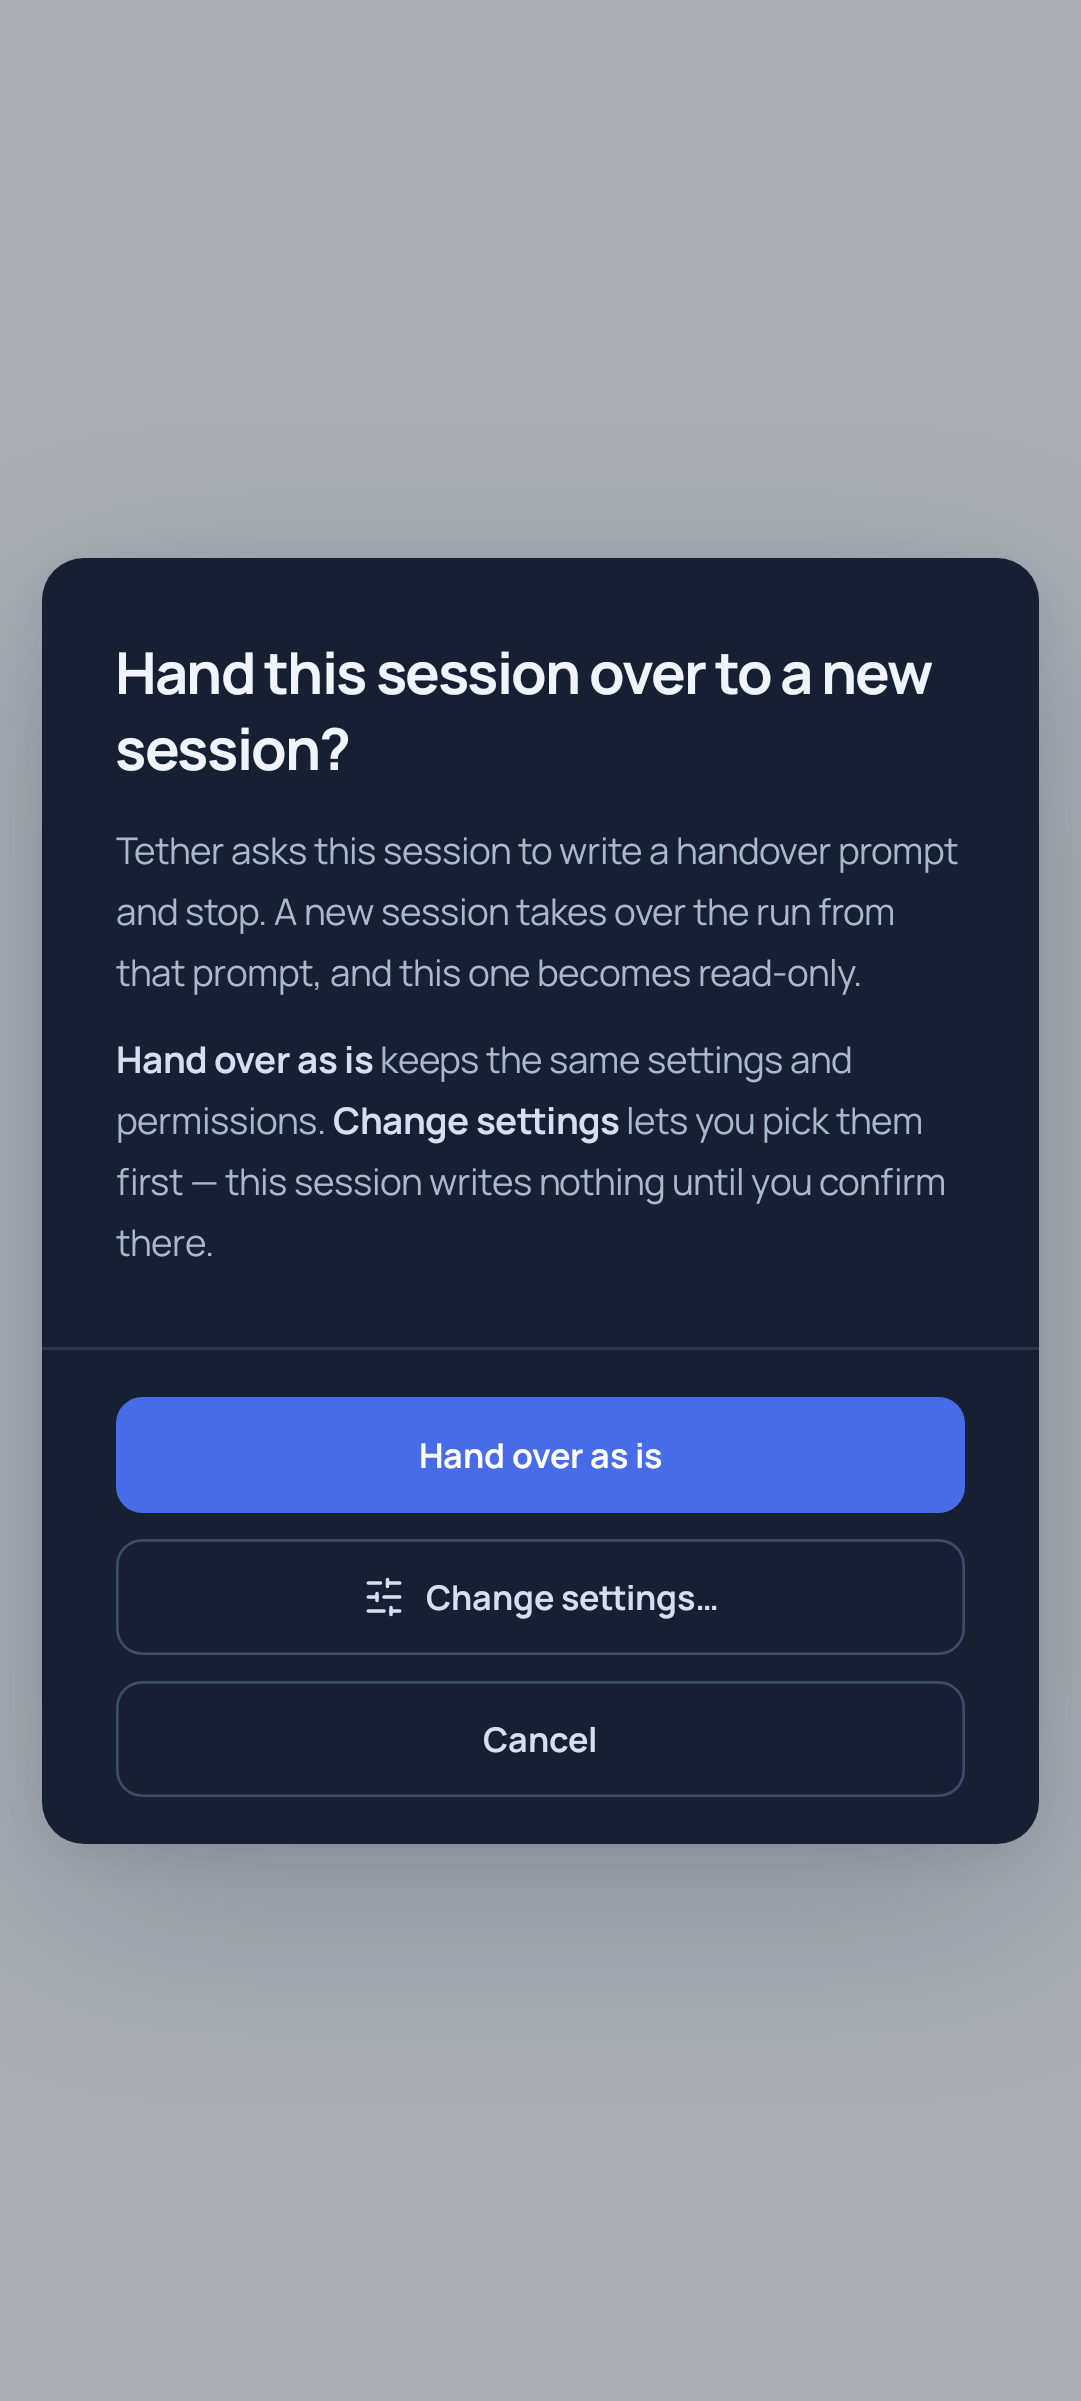 Hand this session over to a new
session?
Tether asks this session to write a handover prompt
and stop. A new session takes over the run from
that prompt, and this one becomes read-only.
Hand over as is keeps the same settings and
permissions. Change settings lets you pick them
first — this session writes nothing until you confirm
there.
Hand over as is
Change settings…
Cancel